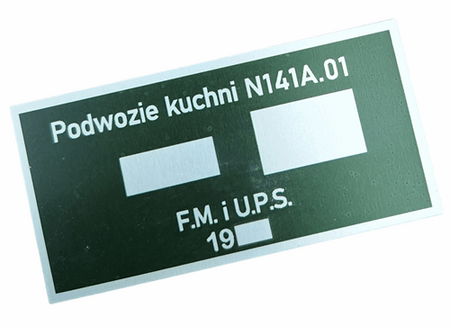 Podwozie kuchni N141A.01
F.M. i U.P.S.
19